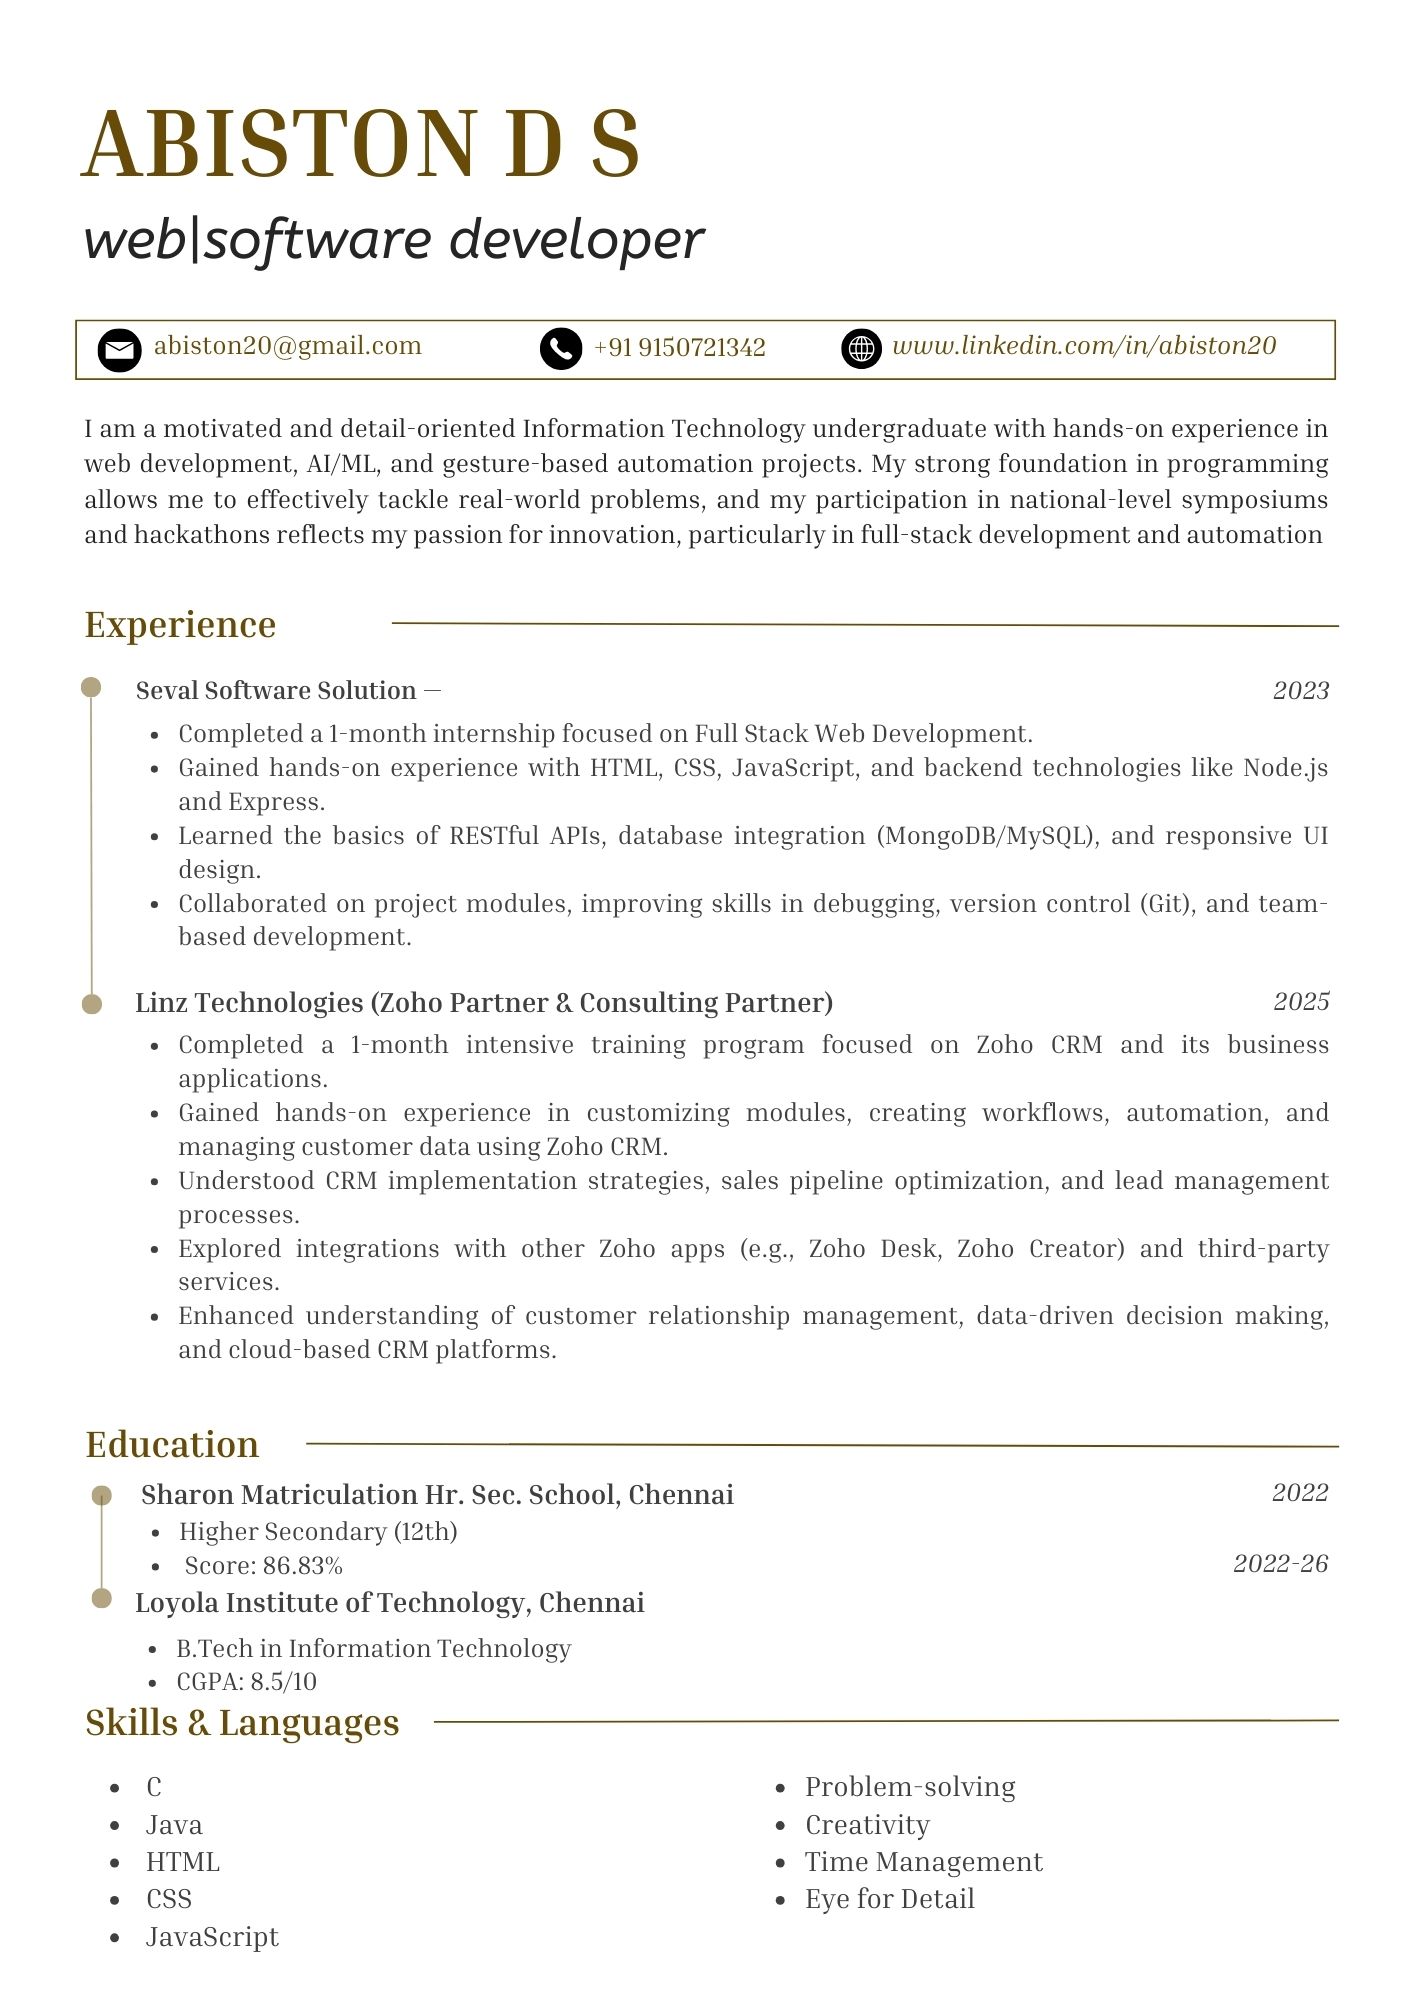 ABISTON D S
web|software developer
abiston20@gmail.com
+91 9150721342
www.linkedin.com/in/abiston20
I am a motivated and detail-oriented Information Technology undergraduate with hands-on experience in
web development, AI/ML, and gesture-based automation projects. My strong foundation in programming
allows me to effectively tackle real-world problems, and my participation in national-level symposiums
and hackathons reflects my passion for innovation, particularly in full-stack development and automation
Experience
Seval Software Solution — 2023
• Completed a 1-month internship focused on Full Stack Web Development.
• Gained hands-on experience with HTML, CSS, JavaScript, and backend technologies like Node.js
and Express.
• Learned the basics of RESTful APIs, database integration (MongoDB/MySQL), and responsive UI
design.
• Collaborated on project modules, improving skills in debugging, version control (Git), and team-
based development.
Linz Technologies (Zoho Partner & Consulting Partner) 2025
• Completed a 1-month intensive training program focused on Zoho CRM and its business
applications.
• Gained hands-on experience in customizing modules, creating workflows, automation, and
managing customer data using Zoho CRM.
• Understood CRM implementation strategies, sales pipeline optimization, and lead management
processes.
• Explored integrations with other Zoho apps (e.g., Zoho Desk, Zoho Creator) and third-party
services.
• Enhanced understanding of customer relationship management, data-driven decision making,
and cloud-based CRM platforms.
Education
Sharon Matriculation Hr. Sec. School, Chennai 2022
• Higher Secondary (12th)
• Score: 86.83%
2022-26
Loyola Institute of Technology, Chennai
• B.Tech in Information Technology
• CGPA: 8.5/10
Skills & Languages
• C
• Java
• HTML
• CSS
• JavaScript
• Problem-solving
• Creativity
• Time Management
• Eye for Detail